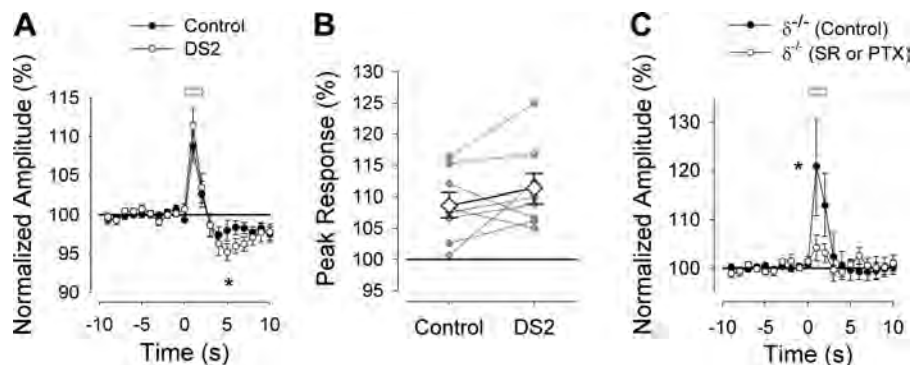 A
Control
DS2
Normalized Amplitude (%)
115
110
105
100
95
90
*
-10 -5 0 5 10
Time (s)
B
Peak Response (%)
130
125
120
115
110
105
100
95
Control DS2
C
δ-/- (Control)
δ-/- (SR or PTX)
Normalized Amplitude (%)
130
120
110
100
*
-10 -5 0 5 10
Time (s)